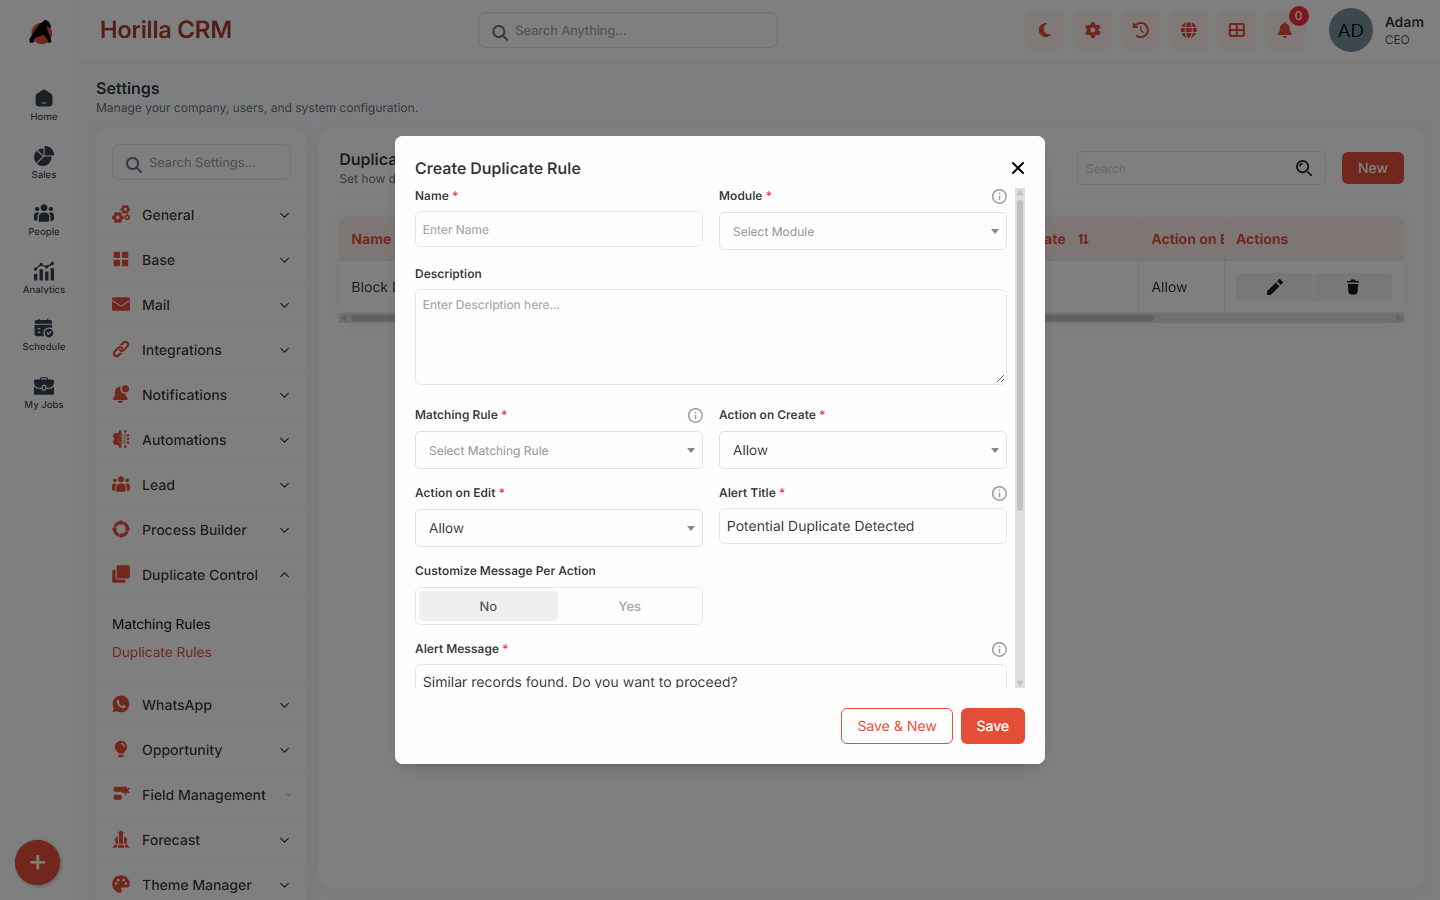 Horilla CRM
Search Anything...
0
AD
Adam
CEO
Home
Sales
People
Analytics
Schedule
My Jobs
Settings
Manage your company, users, and system configuration.
Search Settings...
General
Base
Mail
Integrations
Notifications
Automations
Lead
Process Builder
Duplicate Control
Matching Rules
Duplicate Rules
WhatsApp
Opportunity
Field Management
Forecast
Theme Manager
Duplica
Set how d
Search
New
Name
ate
Action on E
Actions
Block
Allow
Create Duplicate Rule
Name *
Module *
Enter Name
Select Module
Description
Enter Description here...
Matching Rule *
Action on Create *
Select Matching Rule
Allow
Action on Edit *
Alert Title *
Allow
Potential Duplicate Detected
Customize Message Per Action
No
Yes
Alert Message *
Similar records found. Do you want to proceed?
Save & New
Save